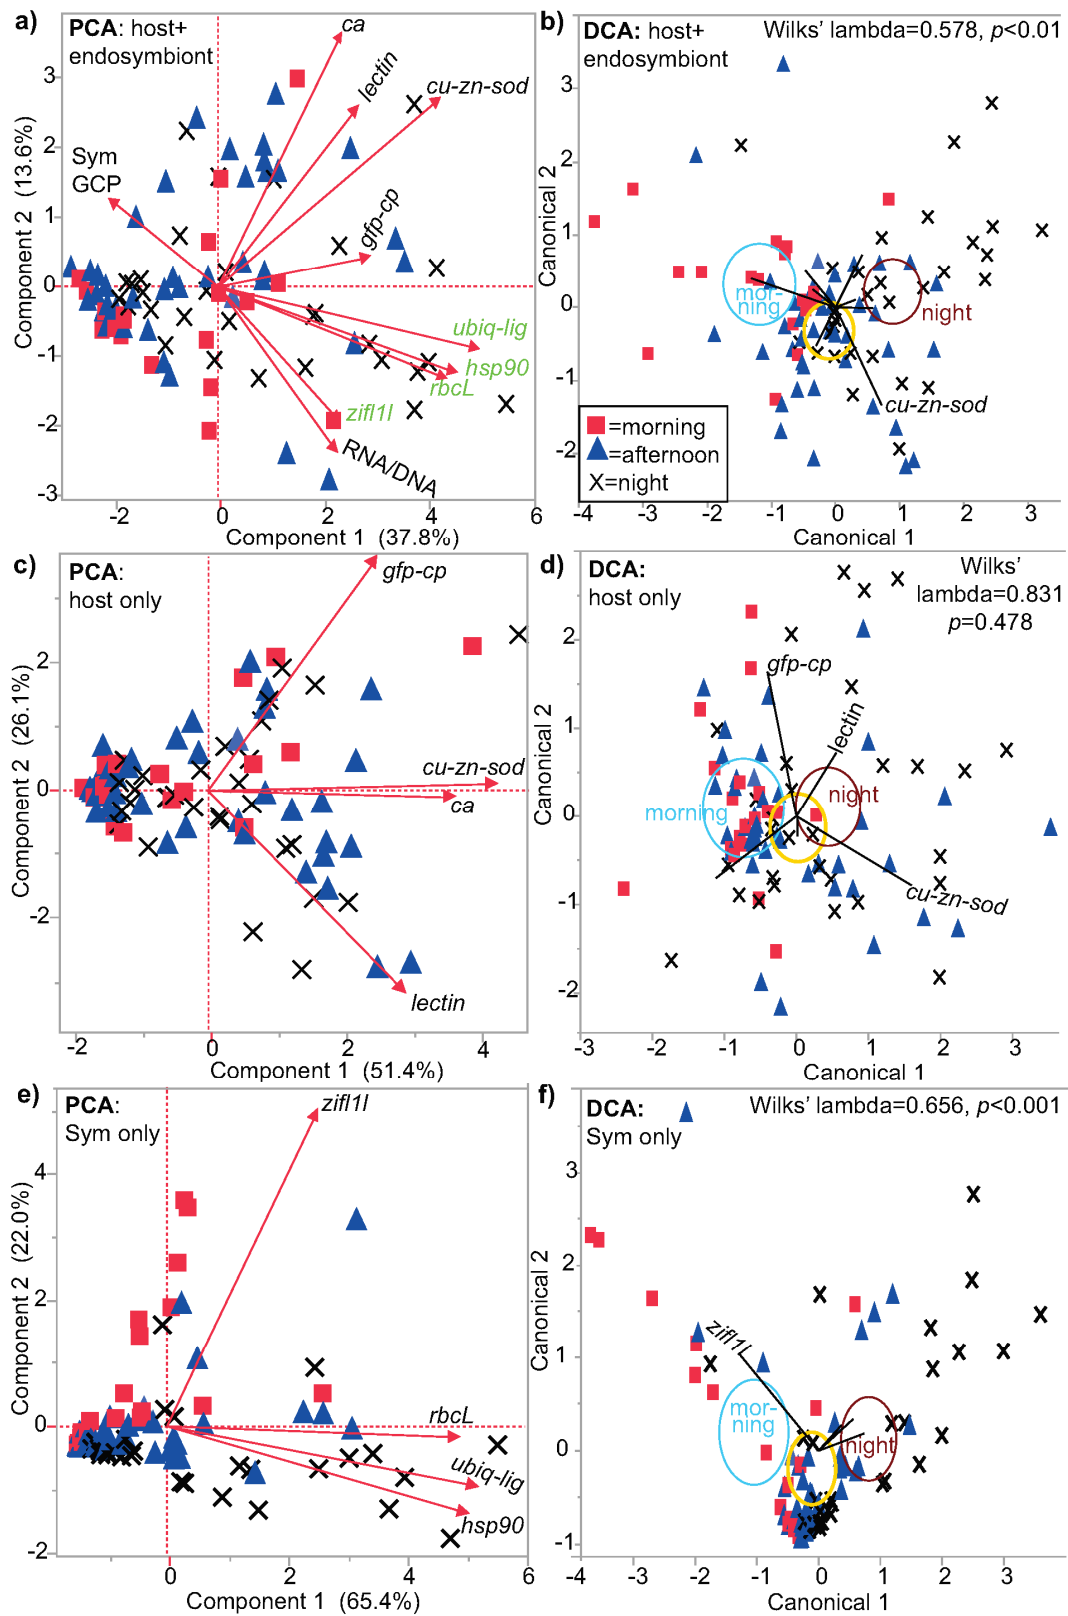 a)
PCA: host+
endosymbiont
ca
lectin
cu-zn-sod
Sym
GCP
gfp-cp
ubiq-lig
hsp90
rbcL
zifl1l
RNA/DNA
Component 2 (13.6%)
3
2
1
0
-1
-2
-3
-2
0
2
4
6
Component 1 (37.8%)
b)
DCA: host+
endosymbiont
Wilks' lambda=0.578, p<0.01
mor-
ning
night
cu-zn-sod
=morning
=afternoon
X=night
Canonical 2
3
2
1
0
-1
-2
-4
-3
-2
-1
0
1
2
3
Canonical 1
c)
PCA:
host only
gfp-cp
cu-zn-sod
ca
lectin
Component 2 (26.1%)
2
0
-2
-2
0
2
4
Component 1 (51.4%)
d)
DCA:
host only
Wilks'
lambda=0.831
p=0.478
gfp-cp
lectin
morning
night
cu-zn-sod
Canonical 2
2
1
0
-1
-2
-3
-2
-1
0
1
2
3
Canonical 1
e)
PCA:
Sym only
zifl1l
rbcL
ubiq-lig
hsp90
Component 2 (22.0%)
4
2
0
-2
0
2
4
6
Component 1 (65.4%)
f)
DCA:
Sym only
Wilks' lambda=0.656, p<0.001
zifl1l
mor-
ning
night
Canonical 2
3
2
1
0
-1
-4
-3
-2
-1
0
1
2
3
4
Canonical 1